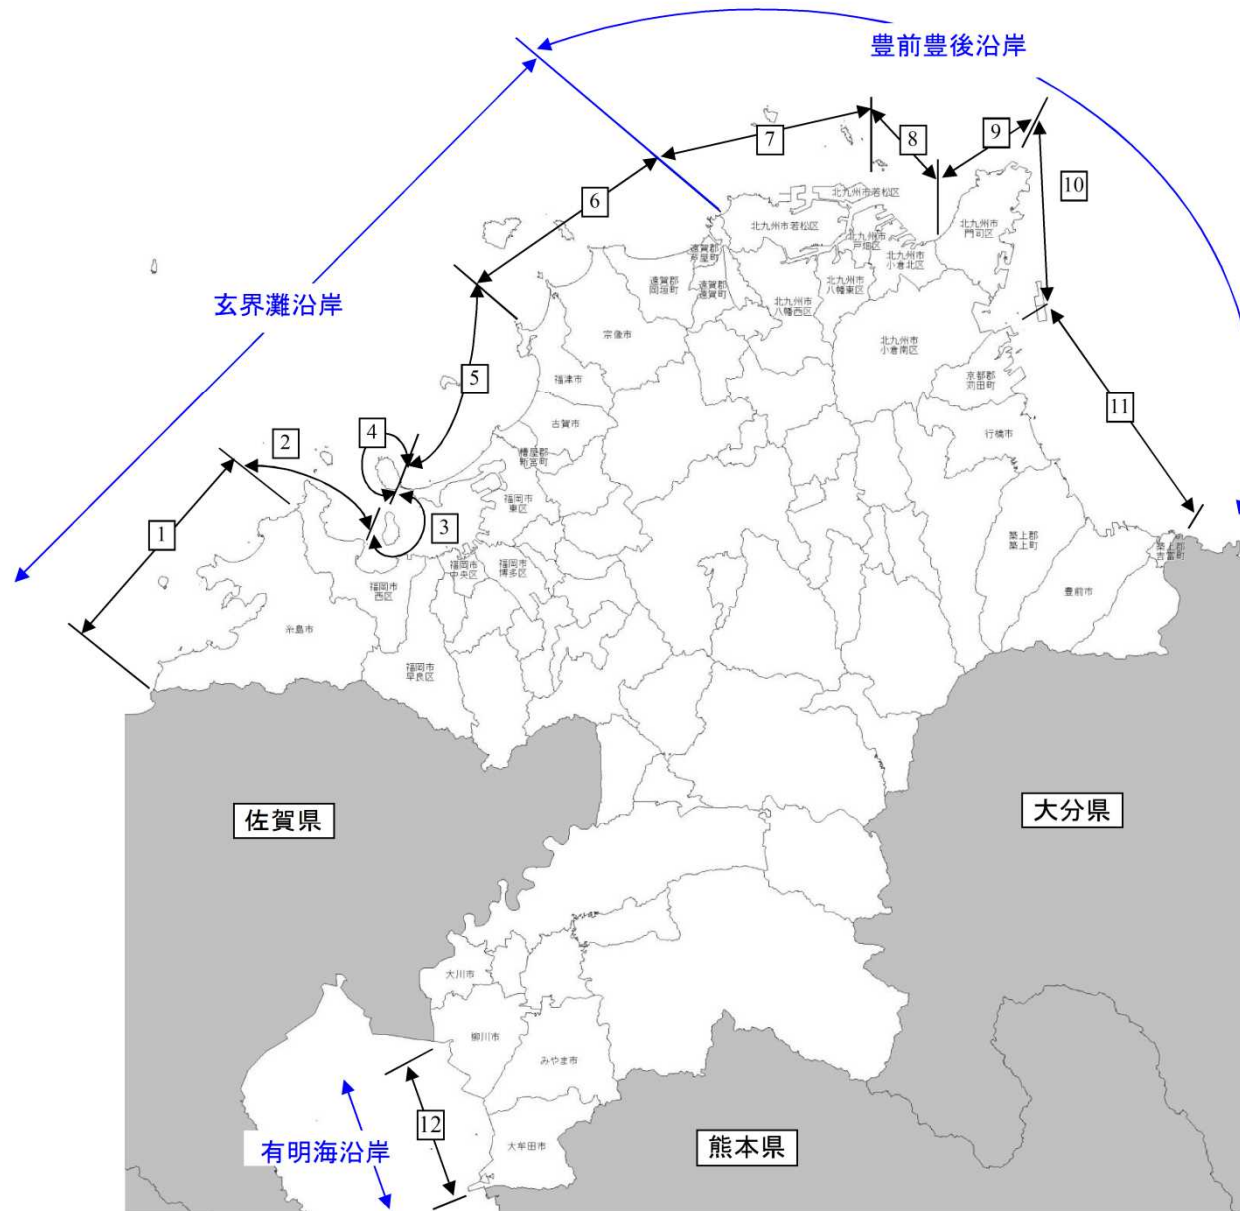 豊前豊後沿岸
7
8
9
10
6
北九州市若松区
北九州市若松区
北九州市
戸畑区
北九州市
門司区
北九州市
小倉北区
遠賀郡
芦屋町
遠賀郡
岡垣町
遠賀郡
遠賀町
北九州市
八幡西区
北九州市
八幡東区
玄界灘沿岸
宗像市
北九州市
小倉南区
5
福津市
京都郡
苅田町
11
古賀市
行橋市
4
2
糟屋郡
新宮町
福岡市
東区
1
3
築上郡
築上町
築上郡
吉富町
福岡市
西区
福岡市
中央区
福岡市
博多区
豊前市
糸島市
福岡市
早良区
佐賀県
大分県
大川市
柳川市
みやま市
12
有明海沿岸
大牟田市
熊本県